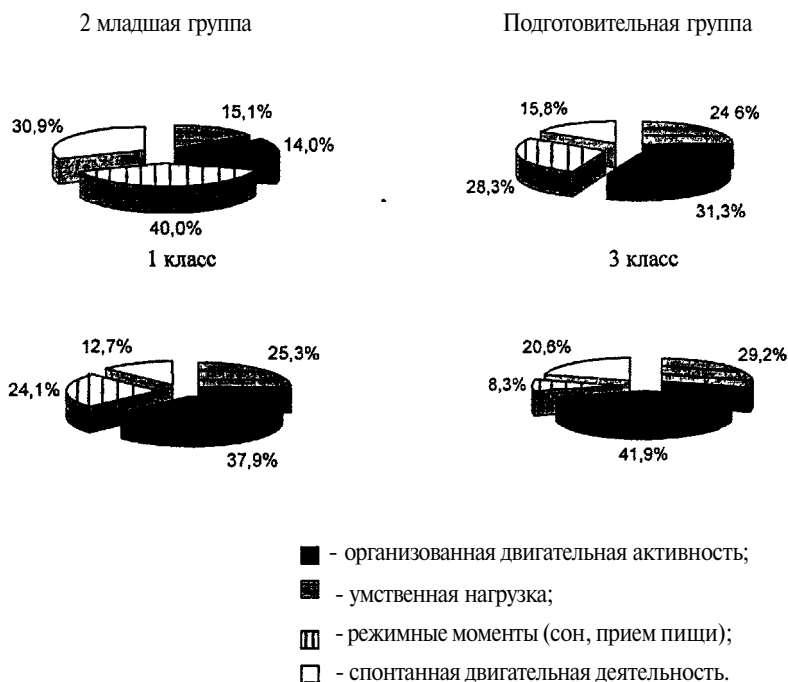 2 младшая группа
Подготовительная группа
30,9%
15,1%
14,0%
40,0%
15,8%
24 6%
28,3%
31,3%
1 класс
3 класс
12,7%
25,3%
24,1%
37,9%
20,6%
29,2%
8,3%
41,9%
- организованная двигательная активность;
- умственная нагрузка;
- режимные моменты (сон, прием пищи);
- спонтанная двигательная деятельность.